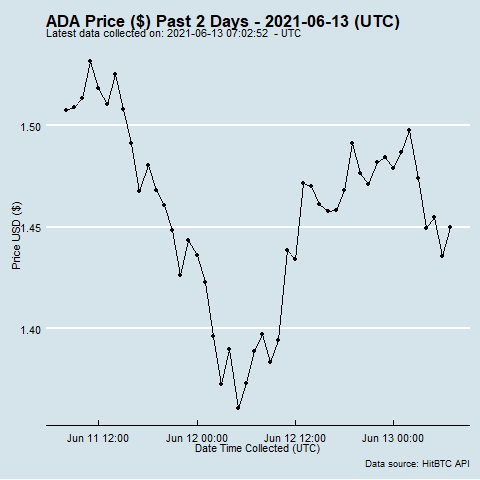 ADA Price ($) Past 2 Days - 2021-06-13 (UTC)
Latest data collected on: 2021-06-13 07:02:52 - UTC
Price USD ($)
1.50
1.45
1.40
Jun 11 12:00
Jun 12 00:00
Jun 12 12:00
Jun 13 00:00
Date Time Collected (UTC)
Data source: HitBTC API